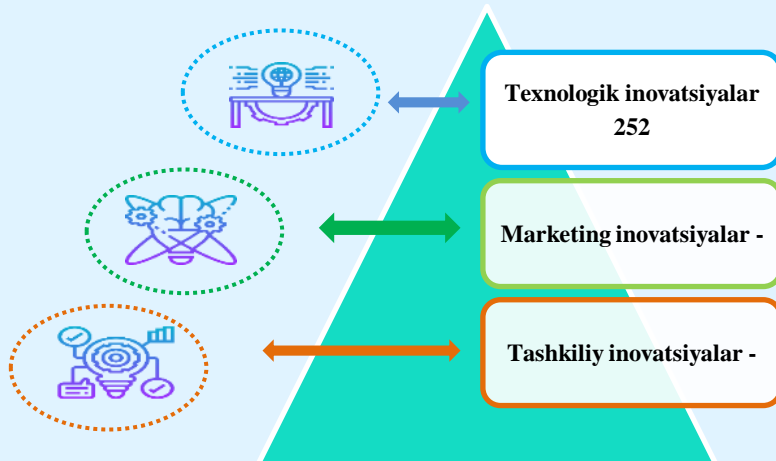 Texnologik inovatsiyalar
252
Marketing inovatsiyalar -
Tashkiliy inovatsiyalar -